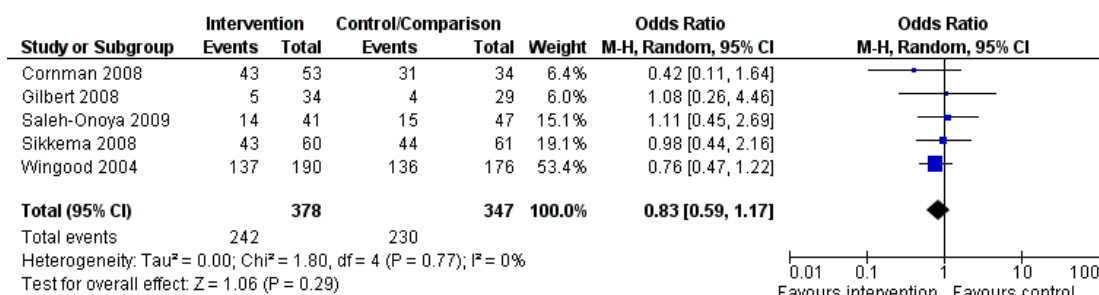 Intervention Control/Comparison Odds Ratio Odds Ratio
Study or Subgroup Events Total Events Total Weight M-H, Random, 95% CI M-H, Random, 95% CI
Cornman 2008 43 53 31 34 6.4% 0.42 [0.11, 1.64]
Gilbert 2008 5 34 4 29 6.0% 1.08 [0.26, 4.46]
Saleh-Onoya 2009 14 41 15 47 15.1% 1.11 [0.45, 2.69]
Sikkema 2008 43 60 44 61 19.1% 0.98 [0.44, 2.16]
Wingood 2004 137 190 136 176 53.4% 0.76 [0.47, 1.22]
Total (95% CI) 378 347 100.0% 0.83 [0.59, 1.17]
Total events 242 230
Heterogeneity: Tau² = 0.00; Chi² = 1.80, df = 4 (P = 0.77); I² = 0%
Test for overall effect: Z = 1.06 (P = 0.29)
0.01 0.1 1 10 100
Favours intervention Favours control